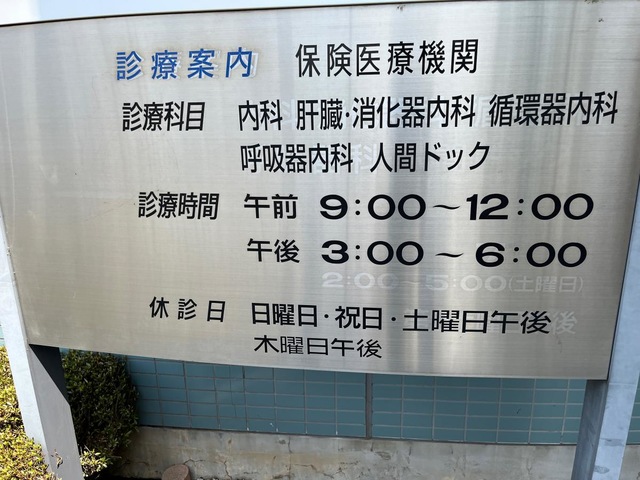 診療案内 保険医療機関
診療科目 内科 肝臓・消化器内科 循環器内科
呼吸器内科 人間ドック
診療時間 午前 9:00～12:00
午後 3:00～6:00
2:00～5:00(土曜日)
休診日 日曜日・祝日・土曜日午後
木曜日午後